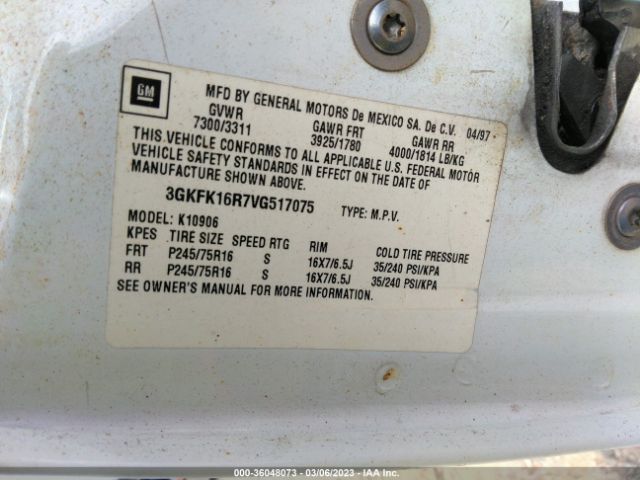 GM
MFD BY GENERAL MOTORS De MEXICO SA. De C.V. 04/97
GVWR GAWR FRT GAWR RR
7300/3311 3925/1780 4000/1814 LB/KG
THIS VEHICLE CONFORMS TO ALL APPLICABLE U.S. FEDERAL MOTOR
VEHICLE SAFETY STANDARDS IN EFFECT ON THE DATE OF
MANUFACTURE SHOWN ABOVE.
3GKFK16R7VG517075 TYPE: M.P.V.
MODEL: K10906
KPES TIRE SIZE SPEED RTG RIM COLD TIRE PRESSURE
FRT P245/75R16 S 16X7/6.5J 35/240 PSI/KPA
RR P245/75R16 S 16X7/6.5J 35/240 PSI/KPA
SEE OWNER'S MANUAL FOR MORE INFORMATION.
000-36048073 - 03/06/2023 - IAA Inc.